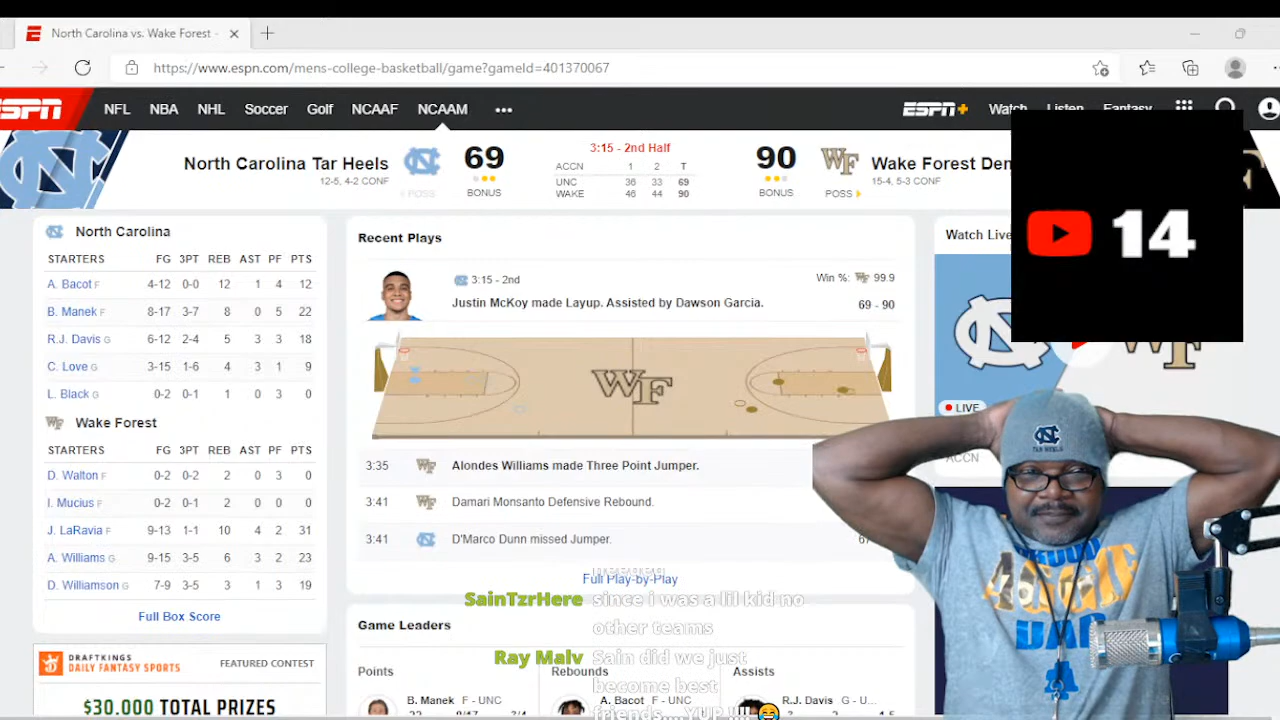 North Carolina vs. Wake Forest -
https://www.espn.com/mens-college-basketball/game?gameId=401370067
ESPN NFL NBA NHL Soccer Golf NCAAF NCAAM ••• ESPN+ Watch Listen Fantasy
North Carolina Tar Heels 69 3:15 - 2nd Half 90 WF Wake Forest Den
12-5, 4-2 CONF POSS BONUS BONUS POSS 15-4, 5-3 CONF
ACCN 1 2 T
UNC 36 33 69
WAKE 46 44 90
14
North Carolina
STARTERS FG 3PT REB AST PF PTS
A. Bacot F 4-12 0-0 12 1 4 12
B. Manek F 8-17 3-7 8 0 5 22
R.J. Davis G 6-12 2-4 5 3 3 18
C. Love G 3-15 1-6 4 3 1 9
L. Black G 0-2 0-1 1 0 3 0
Wake Forest
STARTERS FG 3PT REB AST PF PTS
D. Walton F 0-2 0-2 2 0 3 0
I. Mucius F 0-2 0-1 2 0 3 0
J. LaRavia F 9-13 1-1 10 4 2 31
A. Williams G 9-15 3-5 6 3 2 23
D. Williamson G 7-9 3-5 3 1 3 19
Full Box Score
DRAFTKINGS
DAILY FANTASY SPORTS
FEATURED CONTEST
$30.000 TOTAL PRIZES
Recent Plays
3:15 - 2nd Win %: WF 99.9
Justin McKoy made Layup. Assisted by Dawson Garcia. 69 - 90
WF
3:35 Alondes Williams made Three Point Jumper.
3:41 Damari Monsanto Defensive Rebound.
3:41 D'Marco Dunn missed Jumper.
Full Play-by-Play
SainTzrHere since i was a lil kid no
other teams
Ray Malv Sain did we just
become best
friends....YUP !!!! 😄
Game Leaders
Points Rebounds Assists
B. Manek F - UNC A. Bacot F - UNC R.J. Davis G - U...
Watch Live
LIVE
ACCN
TAR HEELS
DAD